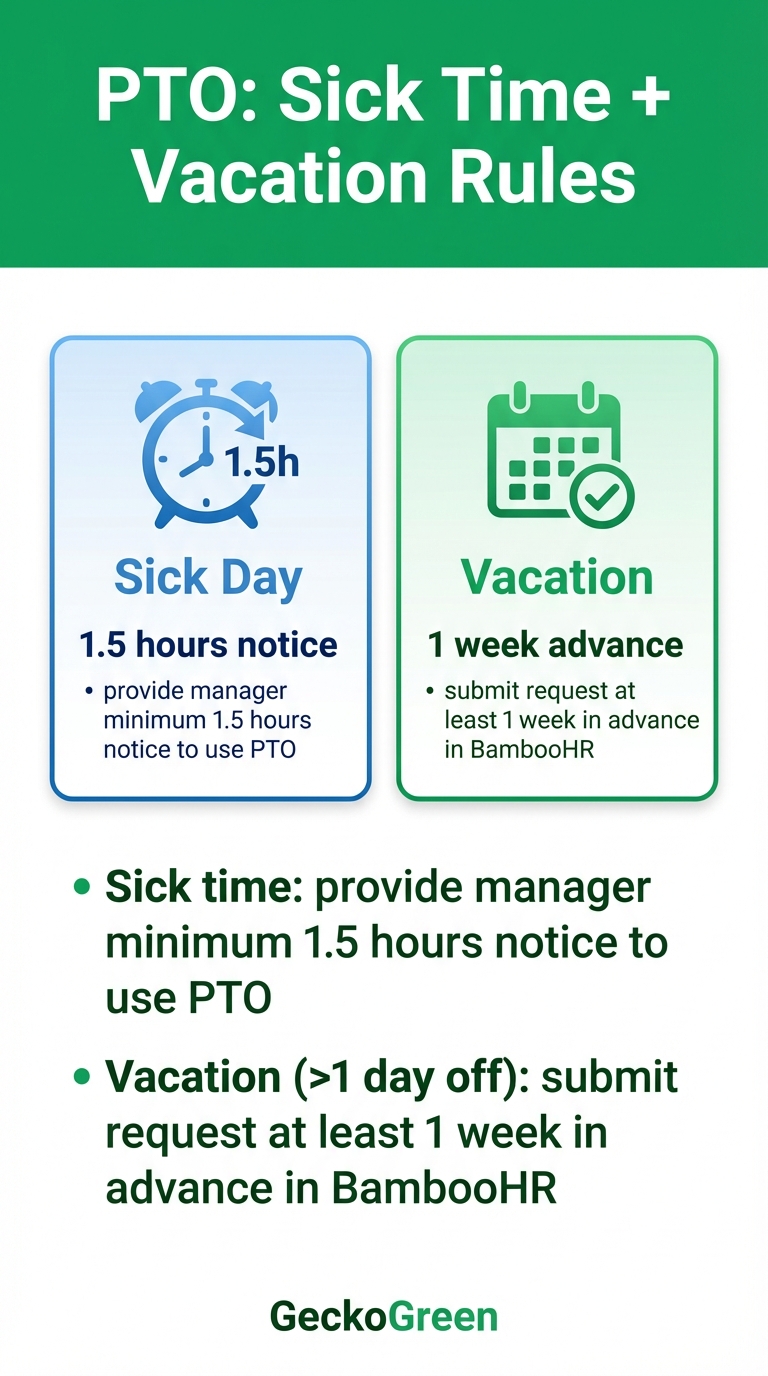 PTO: Sick Time +
Vacation Rules
1.5h
Sick Day
1.5 hours notice
• provide manager
minimum 1.5 hours
notice to use PTO
Vacation
1 week advance
• submit request at
least 1 week in advance
in BambooHR
• Sick time: provide manager
minimum 1.5 hours notice to
use PTO
• Vacation (>1 day off): submit
request at least 1 week in
advance in BambooHR
GeckoGreen